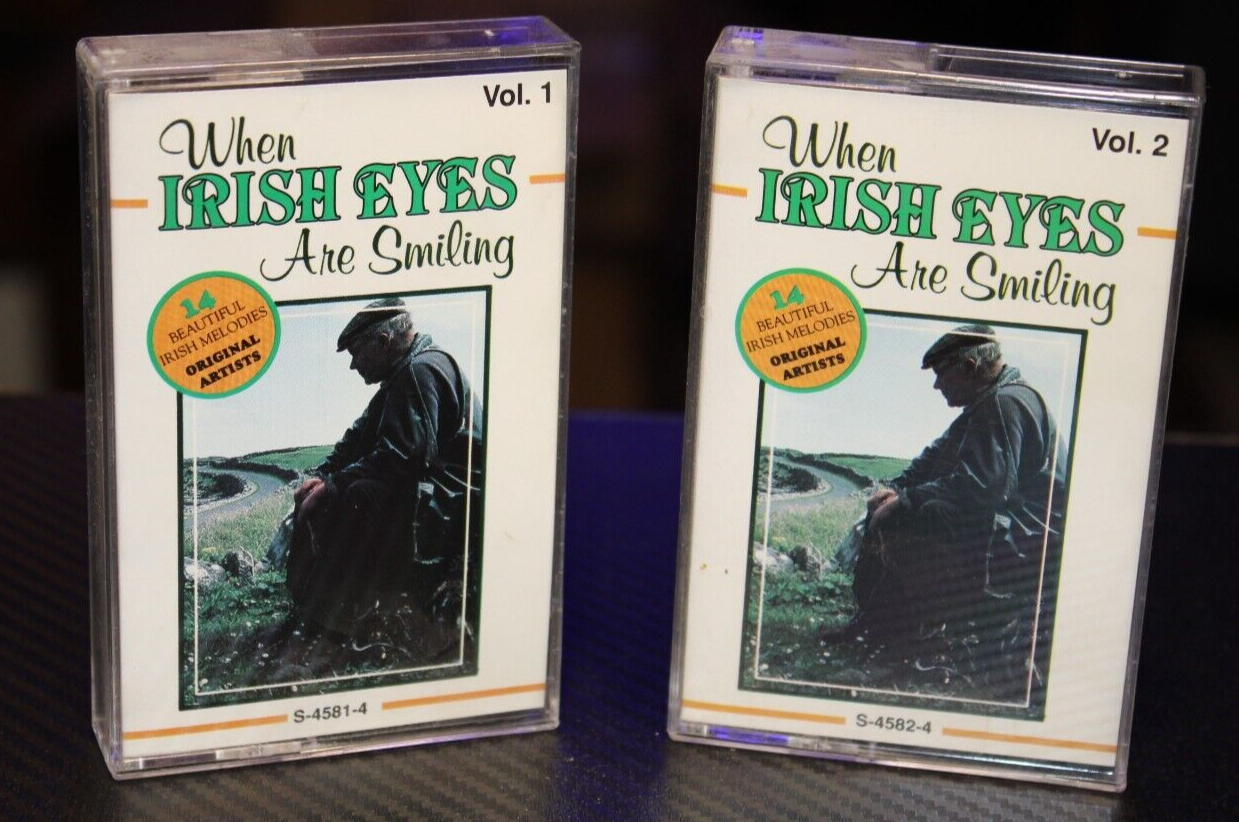 Vol. 1
When
IRISH EYES
Are Smiling
14
BEAUTIFUL
IRISH MELODIES
ORIGINAL
ARTISTS
S-4581-4
Vol. 2
When
IRISH EYES
Are Smiling
14
BEAUTIFUL
IRISH MELODIES
ORIGINAL
ARTISTS
S-4582-4